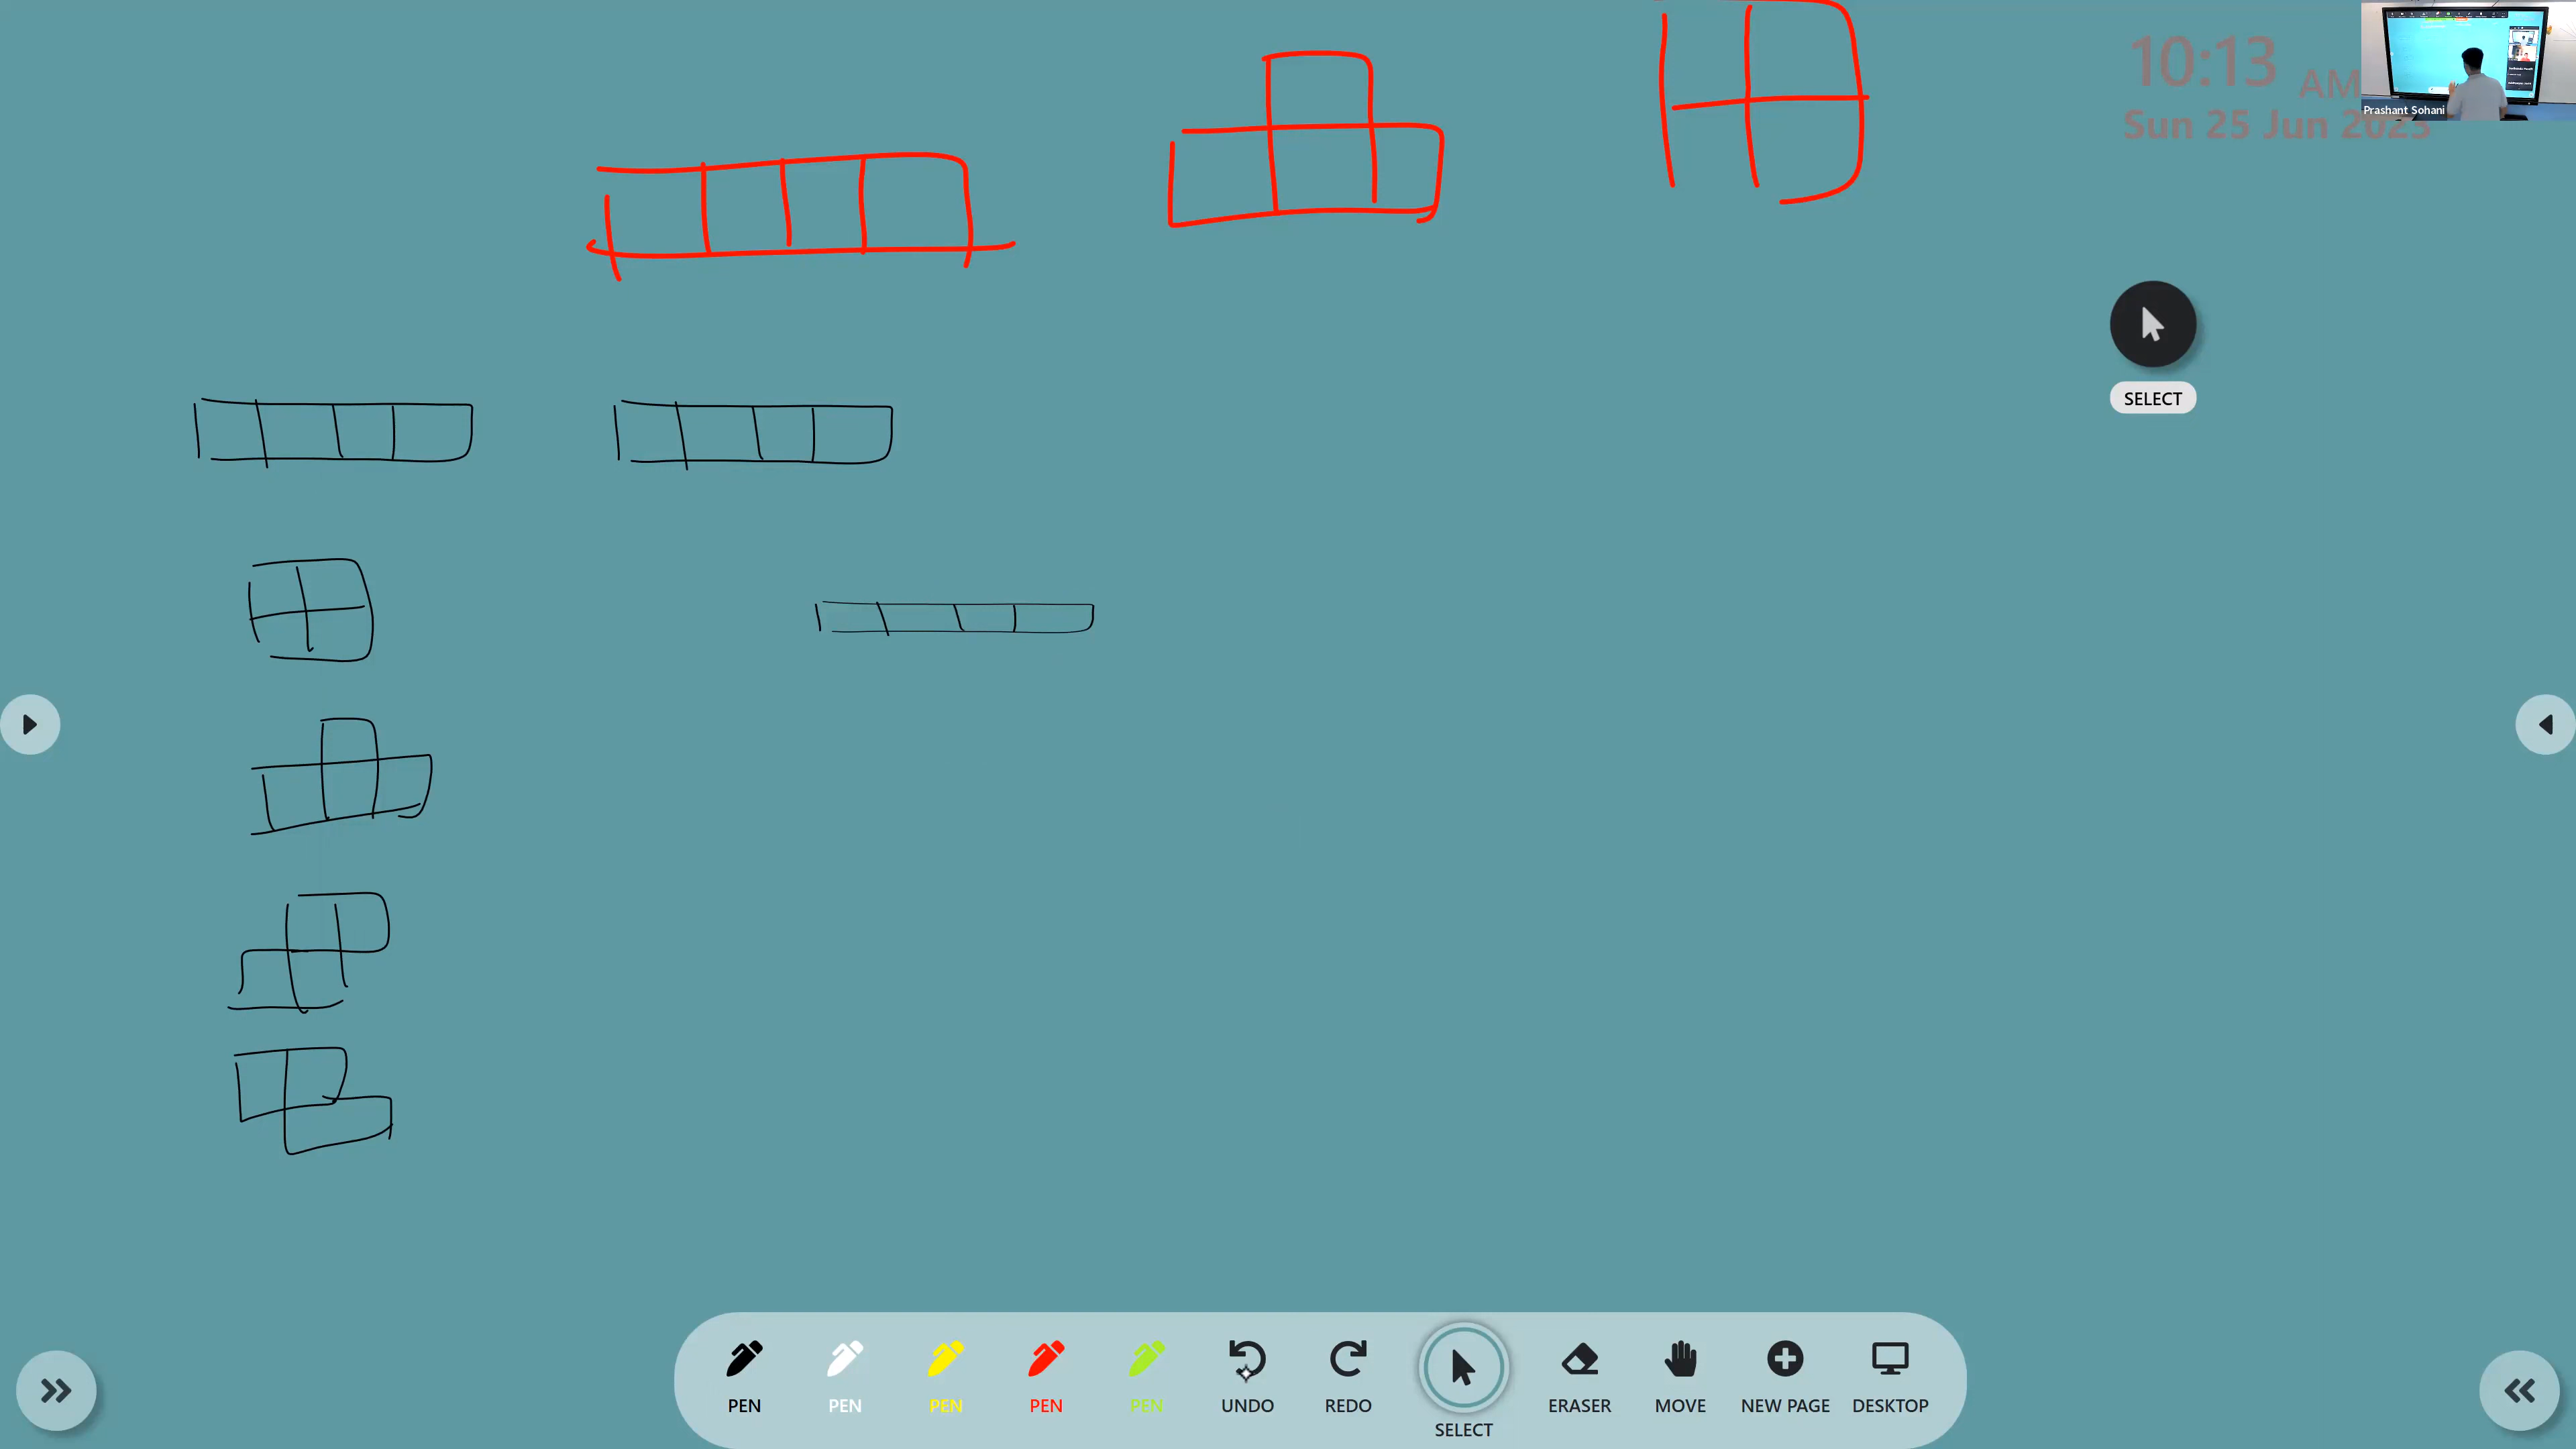 10:13 AM
Sun 25 Jun 2023
Prashant Sohani
SELECT
PEN PEN PEN PEN PEN UNDO REDO SELECT ERASER MOVE NEW PAGE DESKTOP